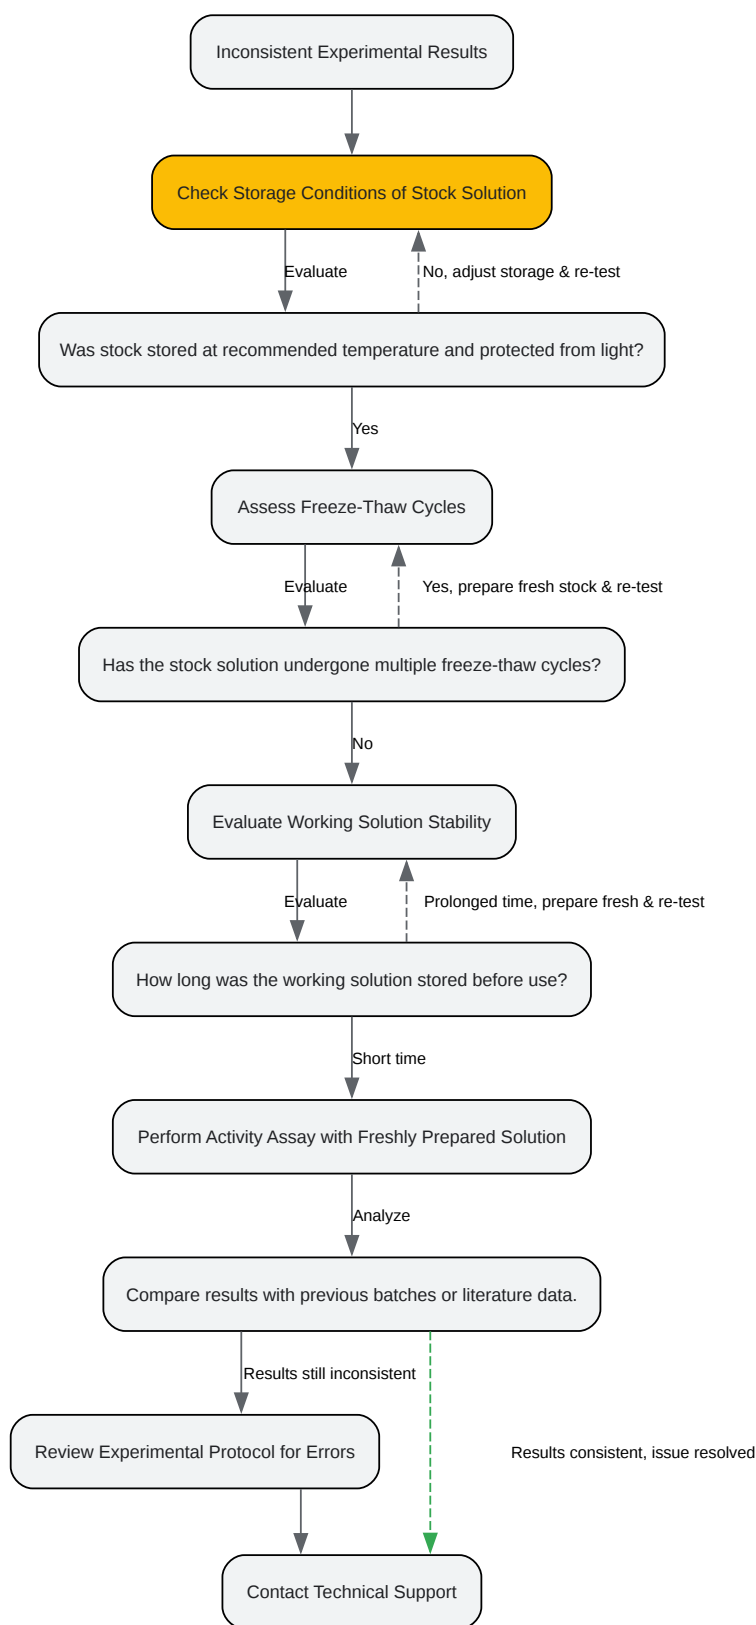 Inconsistent Experimental Results
Check Storage Conditions of Stock Solution
Evaluate
No, adjust storage & re-test
Was stock stored at recommended temperature and protected from light?
Yes
Assess Freeze-Thaw Cycles
Evaluate
Yes, prepare fresh stock & re-test
Has the stock solution undergone multiple freeze-thaw cycles?
No
Evaluate Working Solution Stability
Evaluate
Prolonged time, prepare fresh & re-test
How long was the working solution stored before use?
Short time
Perform Activity Assay with Freshly Prepared Solution
Analyze
Compare results with previous batches or literature data.
Results still inconsistent
Review Experimental Protocol for Errors
Results consistent, issue resolved
Contact Technical Support